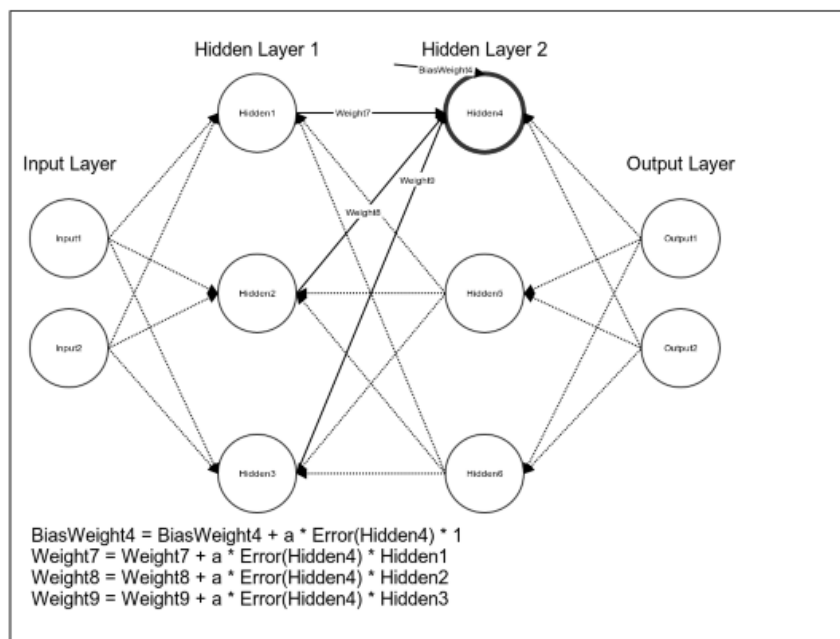 Hidden Layer 1
Hidden Layer 2
BiasWeight4
Hidden1
Weight7
Hidden4
Input Layer
Output Layer
Weight9
Weight8
Input1
Output1
Hidden2
Hidden5
Input2
Output2
Hidden3
Hidden6
BiasWeight4 = BiasWeight4 + a * Error(Hidden4) * 1
Weight7 = Weight7 + a * Error(Hidden4) * Hidden1
Weight8 = Weight8 + a * Error(Hidden4) * Hidden2
Weight9 = Weight9 + a * Error(Hidden4) * Hidden3